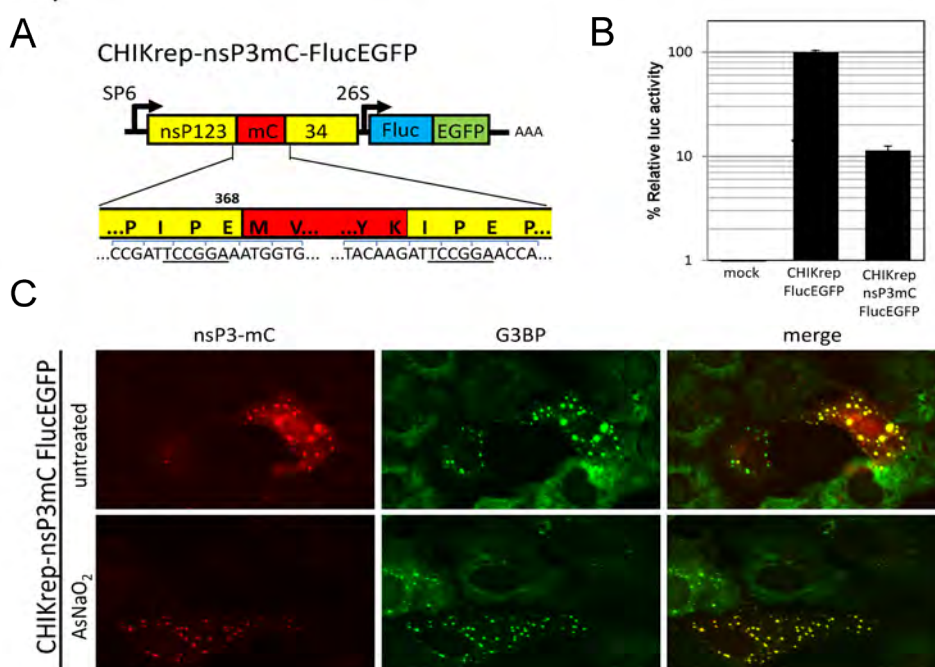 A
CHIKrep-nsP3mC-FlucEGFP
SP6
26S
nsP123
mC
34
Fluc
EGFP
AAA
368
...P I P E M V... ...Y K I P E P...
...CCGATTCCGGAAATGGTG... ...TACAAGATTCCGGAACCA...
B
% Relative luc activity
100
10
1
mock
CHIKrep
FlucEGFP
CHIKrep
nsP3mC
FlucEGFP
C
nsP3-mC
G3BP
merge
CHIKrep-nsP3mC FlucEGFP
untreated
AsNaO2